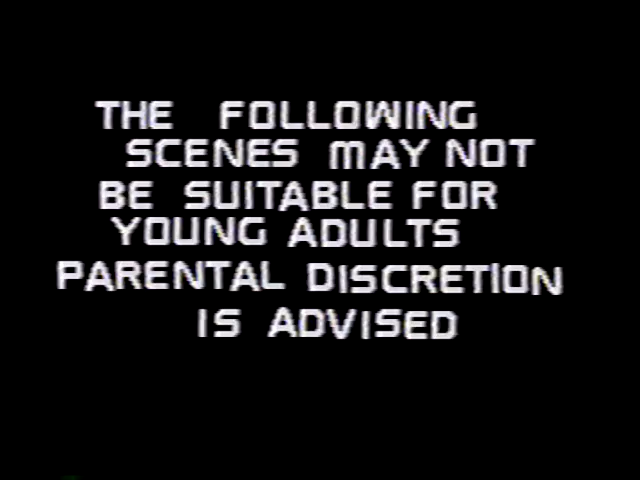 THE FOLLOWING
SCENES MAY NOT
BE SUITABLE FOR
YOUNG ADULTS
PARENTAL DISCRETION
IS ADVISED